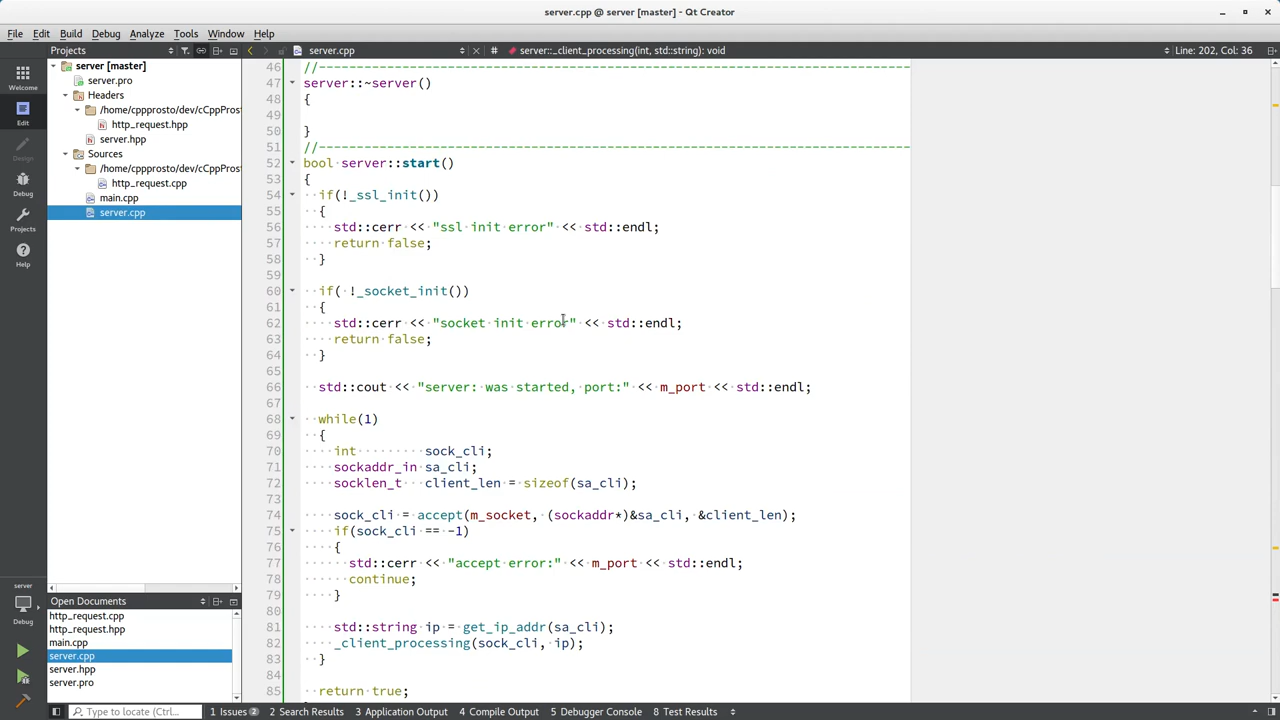 server.cpp @ server [master] - Qt Creator
File Edit Build Debug Analyze Tools Window Help
Projects
server.cpp
# server::_client_processing(int, std::string): void
Line: 202, Col: 36
Welcome
Edit
Design
Debug
Projects
Help
server
Debug
server [master]
server.pro
Headers
/home/cppprosto/dev/cCppProst
http_request.hpp
server.hpp
Sources
/home/cppprosto/dev/cCppProst
http_request.cpp
main.cpp
server.cpp
Open Documents
http_request.cpp
http_request.hpp
main.cpp
server.cpp
server.hpp
server.pro
46 //-------------------------------------------------------------------------------
47 server::~server()
48 {
49
50 }
51 //-------------------------------------------------------------------------------
52 bool server::start()
53 {
54 if(!_ssl_init())
55 {
56 std::cerr << "ssl init error" << std::endl;
57 return false;
58 }
59
60 if( !_socket_init())
61 {
62 std::cerr << "socket init error" << std::endl;
63 return false;
64 }
65
66 std::cout << "server: was started, port:" << m_port << std::endl;
67
68 while(1)
69 {
70 int sock_cli;
71 sockaddr_in sa_cli;
72 socklen_t client_len = sizeof(sa_cli);
73
74 sock_cli = accept(m_socket, (sockaddr*)&sa_cli, &client_len);
75 if(sock_cli == -1)
76 {
77 std::cerr << "accept error:" << m_port << std::endl;
78 continue;
79 }
80
81 std::string ip = get_ip_addr(sa_cli);
82 _client_processing(sock_cli, ip);
83 }
84
85 return true;
Type to locate (Ctrl...
1 Issues 2 2 Search Results 3 Application Output 4 Compile Output 5 Debugger Console 8 Test Results